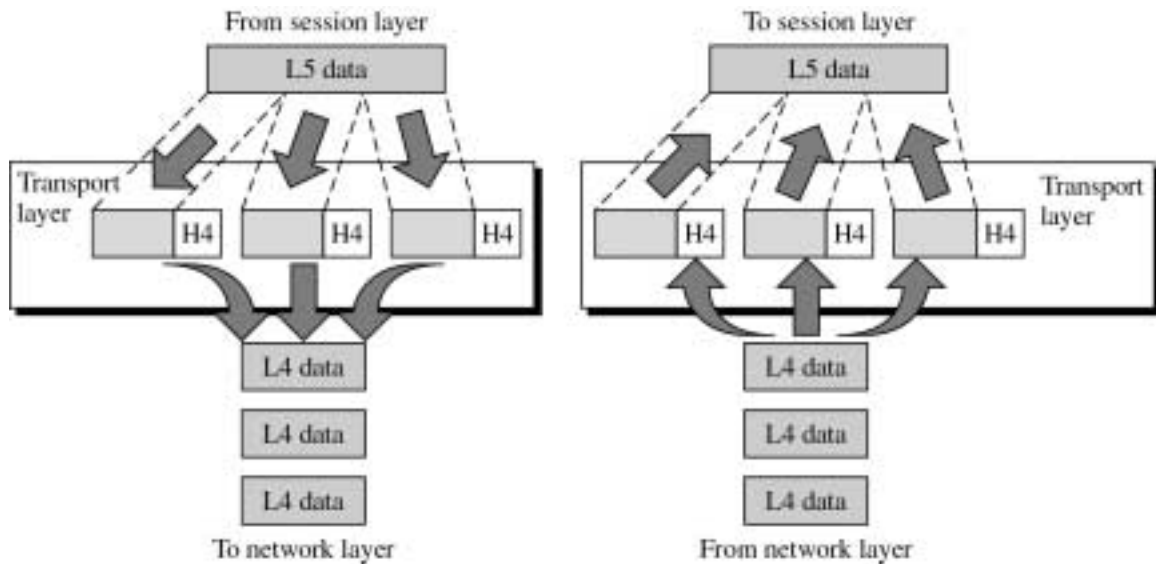 From session layer
L5 data
Transport
layer
H4
H4
H4
L4 data
L4 data
L4 data
To network layer
To session layer
L5 data
Transport
layer
H4
H4
H4
L4 data
L4 data
L4 data
From network layer